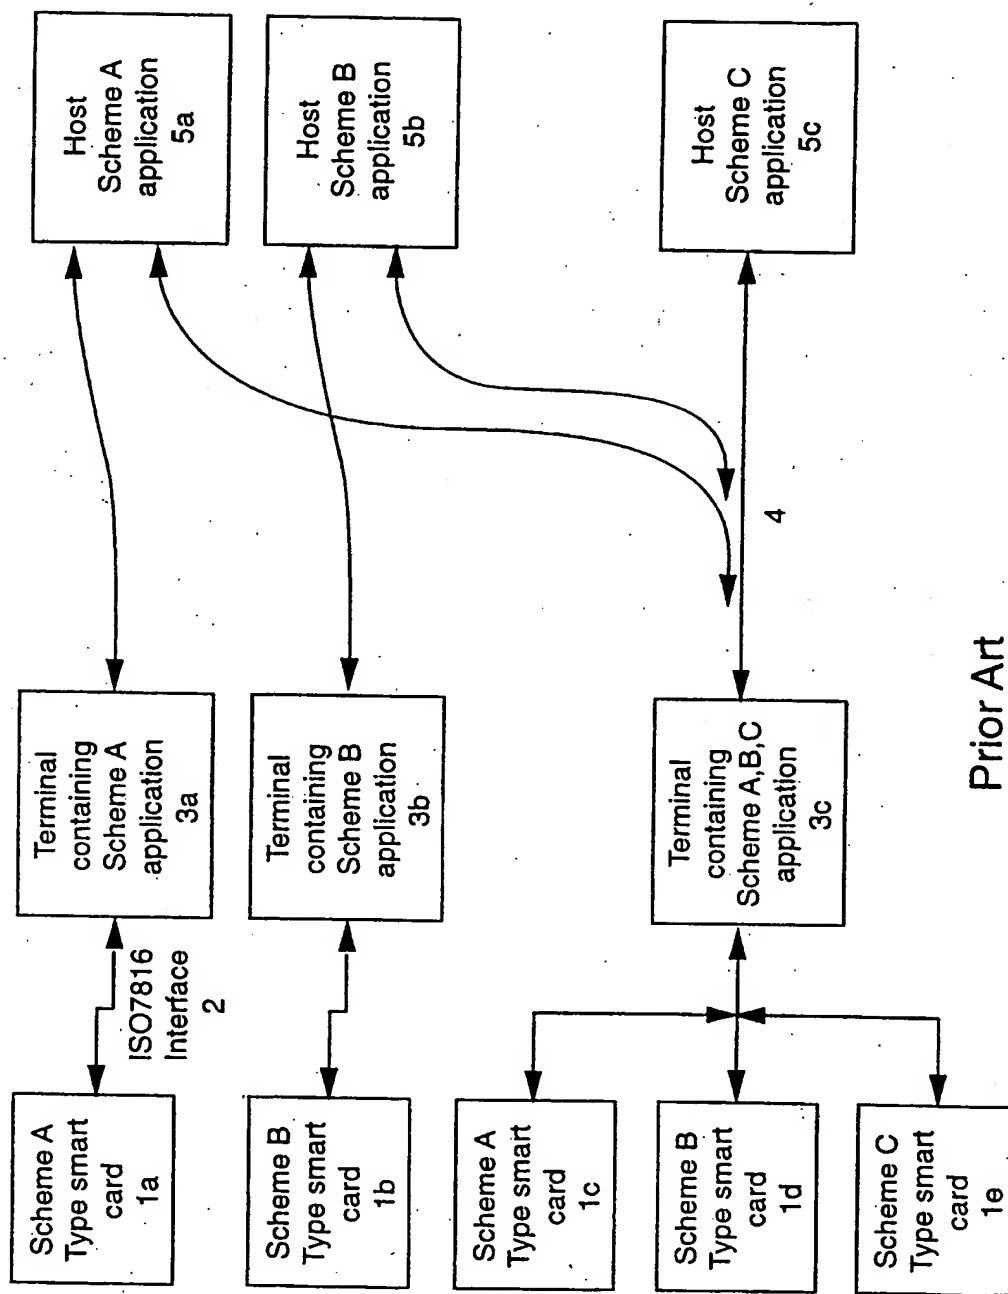 Host
Scheme A
application
5a
Host
Scheme B
application
5b
Host
Scheme C
application
5c
4
Terminal
containing
Scheme A
application
3a
Terminal
containing
Scheme B
application
3b
Terminal
containing
Scheme A,B,C
application
3c
ISO7816
Interface
2
Scheme A
Type smart
card
1a
Scheme B
Type smart
card
1b
Scheme A
Type smart
card
1c
Scheme B
Type smart
card
1d
Scheme C
Type smart
card
1e
Prior Art